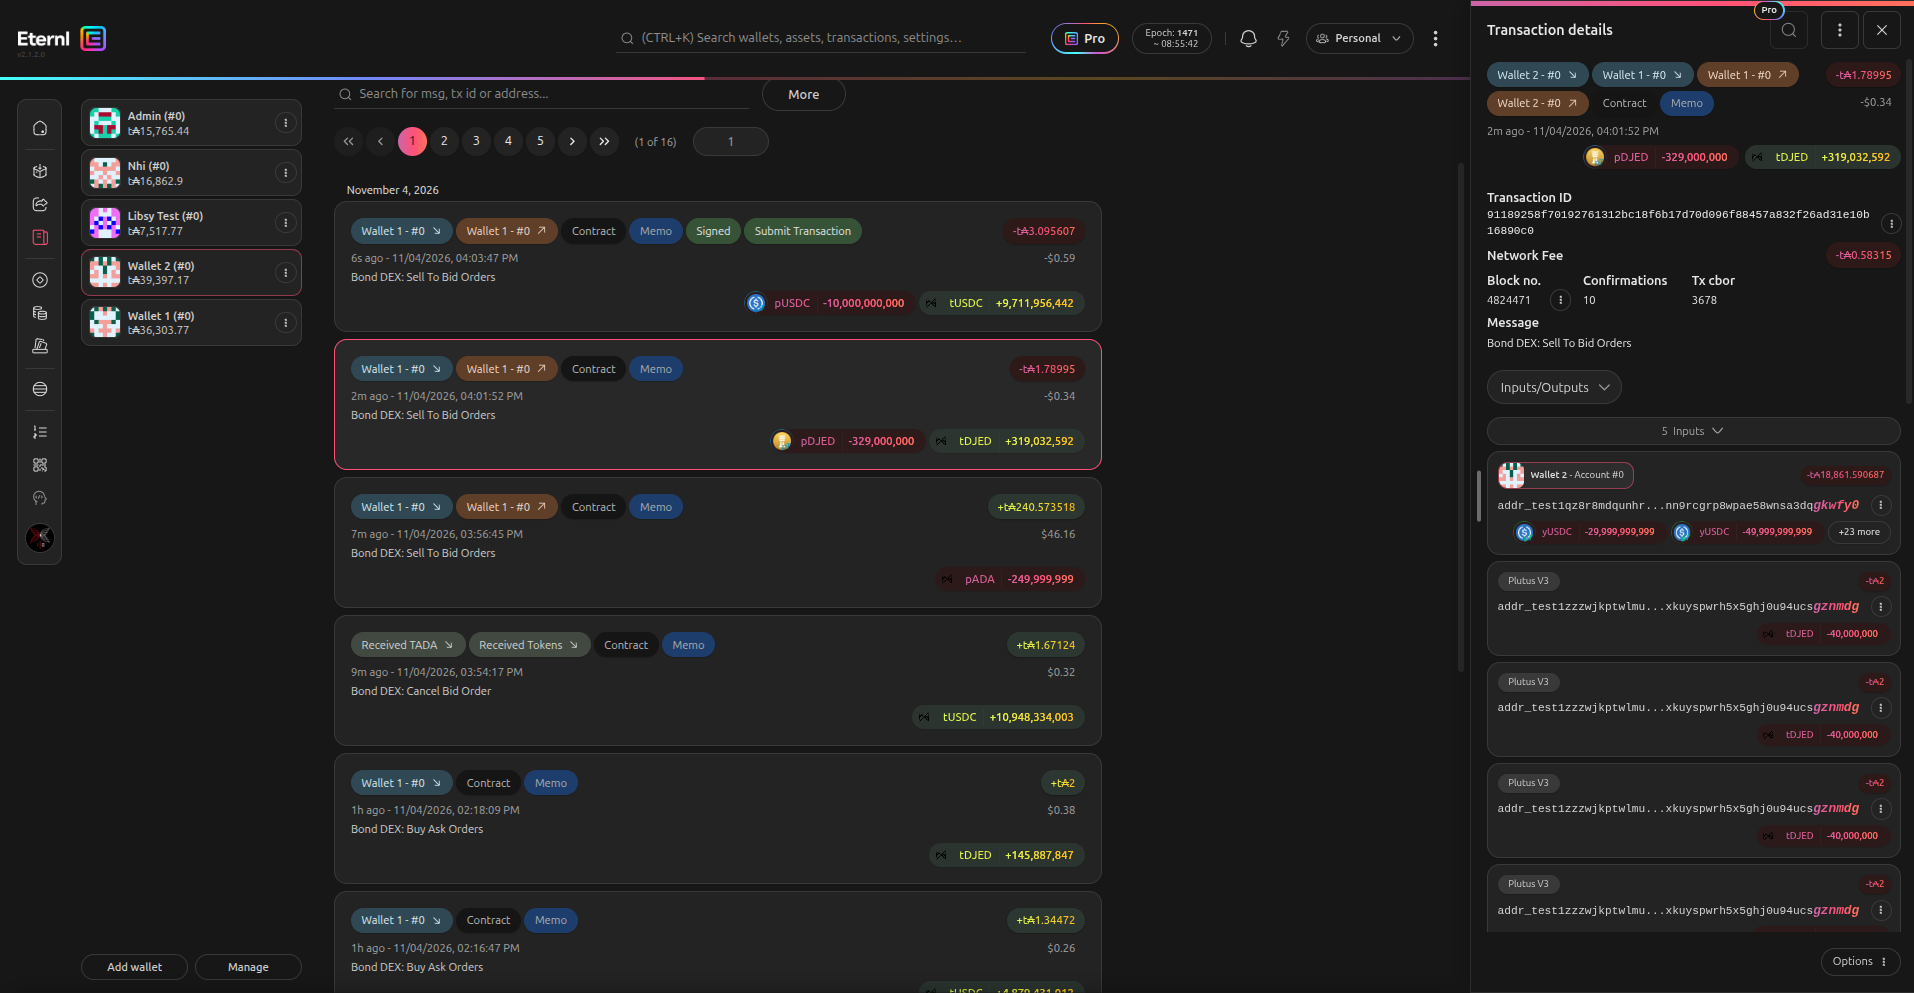 Eternl
v2.1.2.0
(CTRL+K) Search wallets, assets, transactions, settings...
Pro
Epoch: 1471
~ 08:55:42
Personal
Admin (#0)
t₳15,765.44
Nhi (#0)
t₳16,862.9
Libsy Test (#0)
t₳7,517.77
Wallet 2 (#0)
t₳39,397.17
Wallet 1 (#0)
t₳36,303.77
Add wallet
Manage
Search for msg, tx id or address...
More
1 2 3 4 5 (1 of 16) 1
November 4, 2026
Wallet 1 - #0 Wallet 1 - #0 Contract Memo Signed Submit Transaction -t₳3.095607
6s ago - 11/04/2026, 04:03:47 PM -$0.59
Bond DEX: Sell To Bid Orders
pUSDC -10,000,000,000 tUSDC +9,711,956,442
Wallet 1 - #0 Wallet 1 - #0 Contract Memo -t₳1.78995
2m ago - 11/04/2026, 04:01:52 PM -$0.34
Bond DEX: Sell To Bid Orders
pDJED -329,000,000 tDJED +319,032,592
Wallet 1 - #0 Wallet 1 - #0 Contract Memo +t₳240.573518
7m ago - 11/04/2026, 03:56:45 PM $46.16
Bond DEX: Sell To Bid Orders
pADA -249,999,999
Received TADA Received Tokens Contract Memo +t₳1.67124
9m ago - 11/04/2026, 03:54:17 PM $0.32
Bond DEX: Cancel Bid Order
tUSDC +10,948,334,003
Wallet 1 - #0 Contract Memo +t₳2
1h ago - 11/04/2026, 02:18:09 PM $0.38
Bond DEX: Buy Ask Orders
tDJED +145,887,847
Wallet 1 - #0 Contract Memo +t₳1.34472
1h ago - 11/04/2026, 02:16:47 PM $0.26
Bond DEX: Buy Ask Orders
tUSDC +4,879,431,012
Pro
Transaction details
Wallet 2 - #0 Wallet 1 - #0 Wallet 1 - #0 -t₳1.78995
Wallet 2 - #0 Contract Memo -$0.34
2m ago - 11/04/2026, 04:01:52 PM
pDJED -329,000,000 tDJED +319,032,592
Transaction ID
91189258f70192761312bc18f6b17d70d096f88457a832f26ad31e10b
16890c0
Network Fee -t₳0.58315
Block no. Confirmations Tx cbor
4824471 10 3678
Message
Bond DEX: Sell To Bid Orders
Inputs/Outputs
5 Inputs
Wallet 2 - Account #0 -t₳18,861.590687
addr_test1qz8r8mdqunhr...nn9rcgrp8wpae58wnsa3dqgkwfy0
yUSDC -29,999,999,999 yUSDC -49,999,999,999 +23 more
Plutus V3 -t₳2
addr_test1zzzwjkptwlmu...xkuyspwrh5x5ghj0u94ucsgznmdg
tDJED -40,000,000
Plutus V3 -t₳2
addr_test1zzzwjkptwlmu...xkuyspwrh5x5ghj0u94ucsgznmdg
tDJED -40,000,000
Plutus V3 -t₳2
addr_test1zzzwjkptwlmu...xkuyspwrh5x5ghj0u94ucsgznmdg
tDJED -40,000,000
Plutus V3 -t₳2
addr_test1zzzwjkptwlmu...xkuyspwrh5x5ghj0u94ucsgznmdg
Options